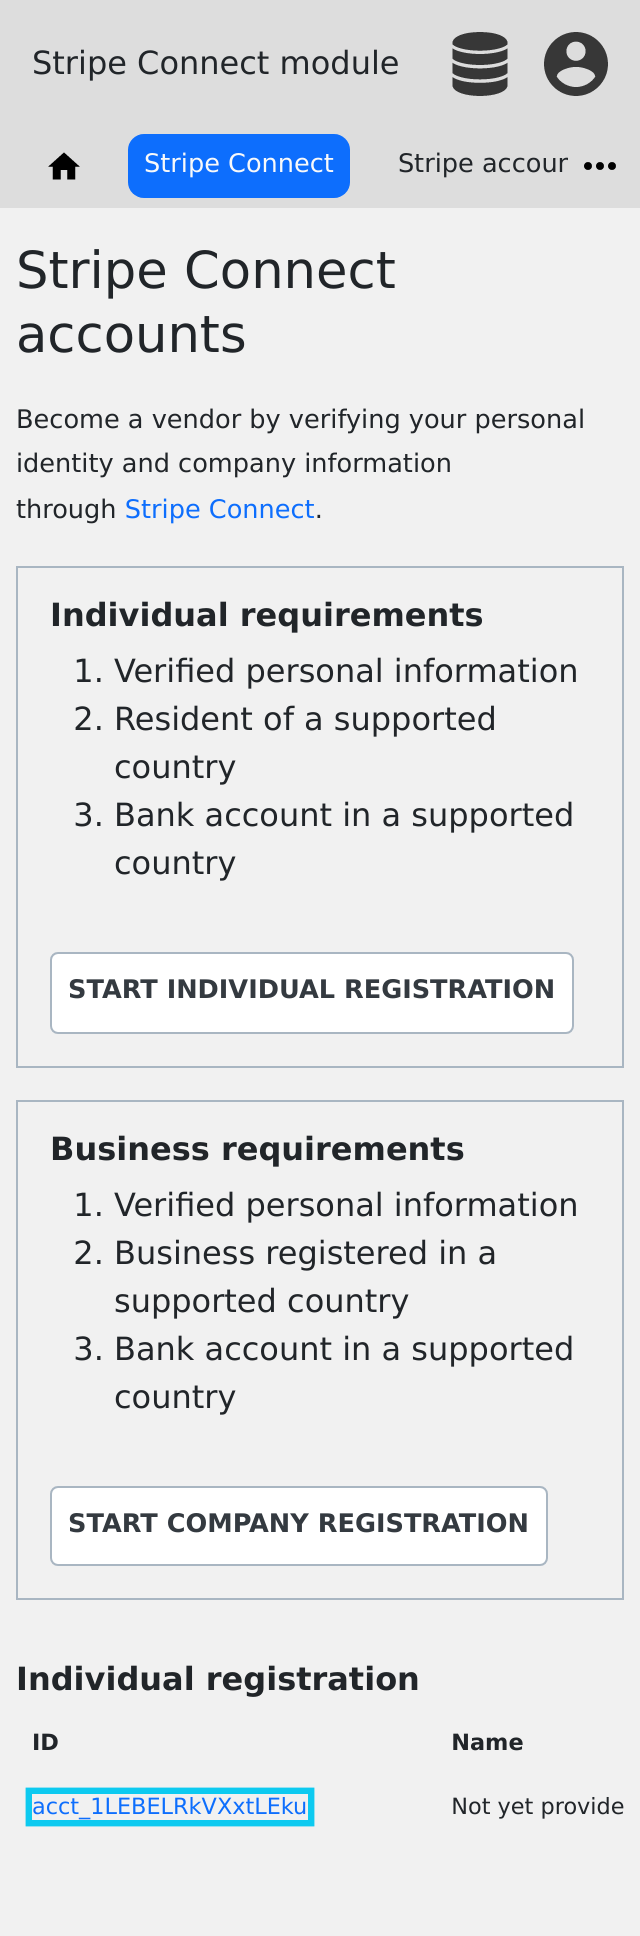 Stripe Connect module
Stripe Connect
Stripe accour
Stripe Connect
accounts
Become a vendor by verifying your personal
identity and company information
through Stripe Connect.
Individual requirements
1. Verified personal information
2. Resident of a supported
country
3. Bank account in a supported
country
START INDIVIDUAL REGISTRATION
Business requirements
1. Verified personal information
2. Business registered in a
supported country
3. Bank account in a supported
country
START COMPANY REGISTRATION
Individual registration
ID Name
acct_1LEBELRkVXxtLEku Not yet provide